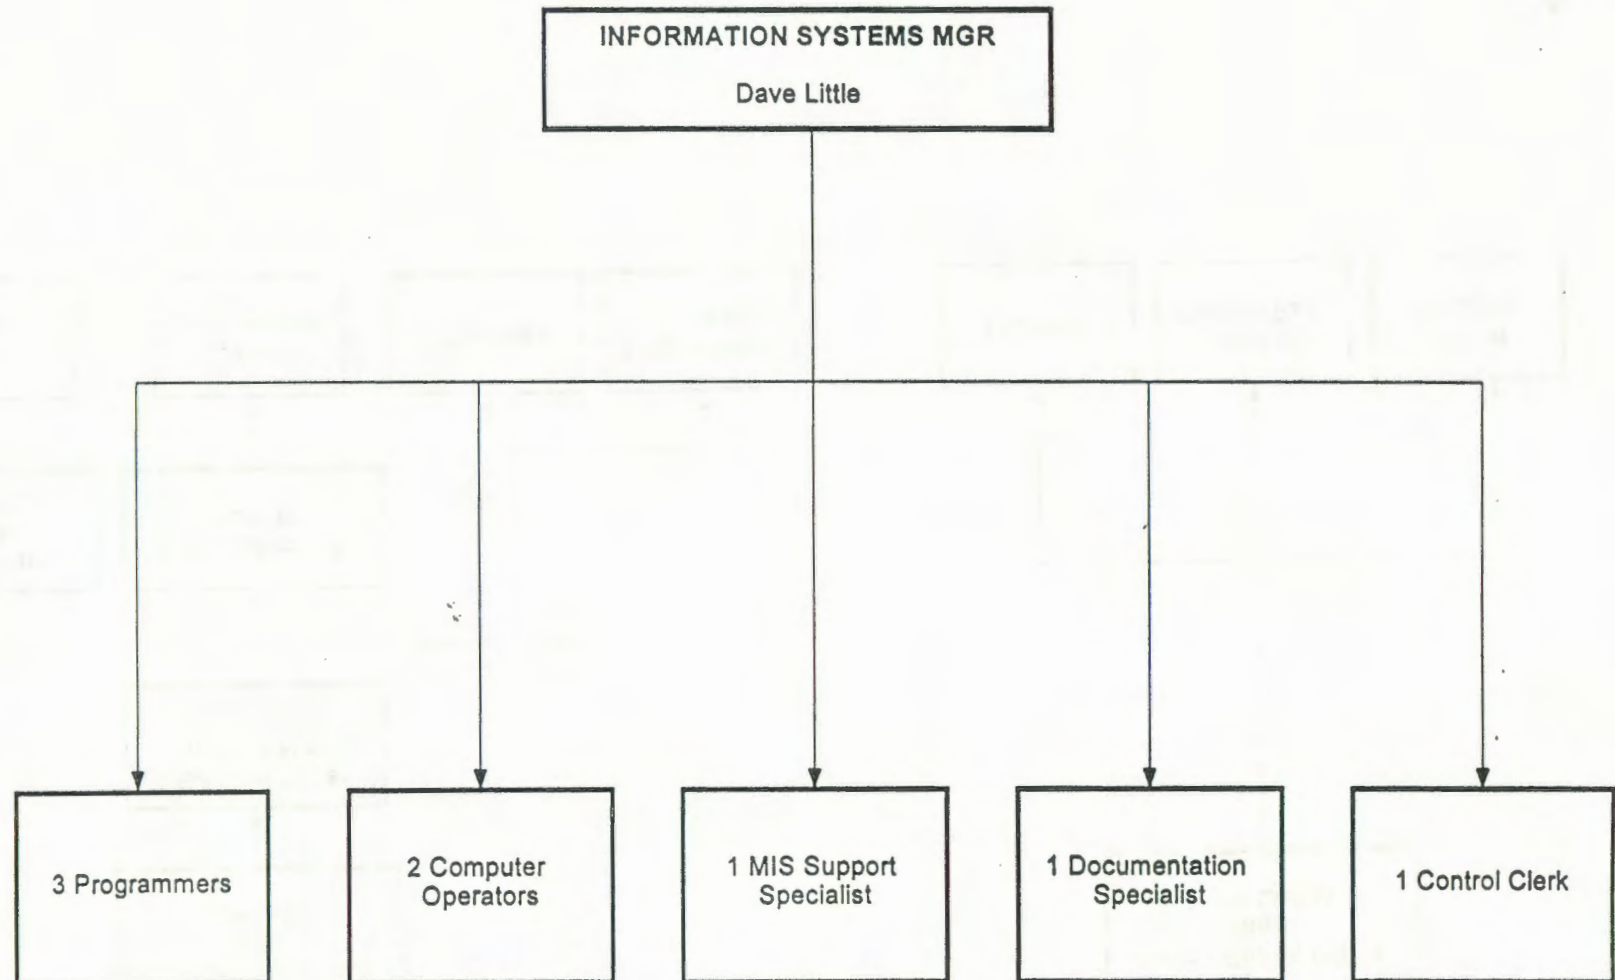 INFORMATION SYSTEMS MGR
Dave Little
3 Programmers
2 Computer
Operators
1 MIS Support
Specialist
1 Documentation
Specialist
1 Control Clerk